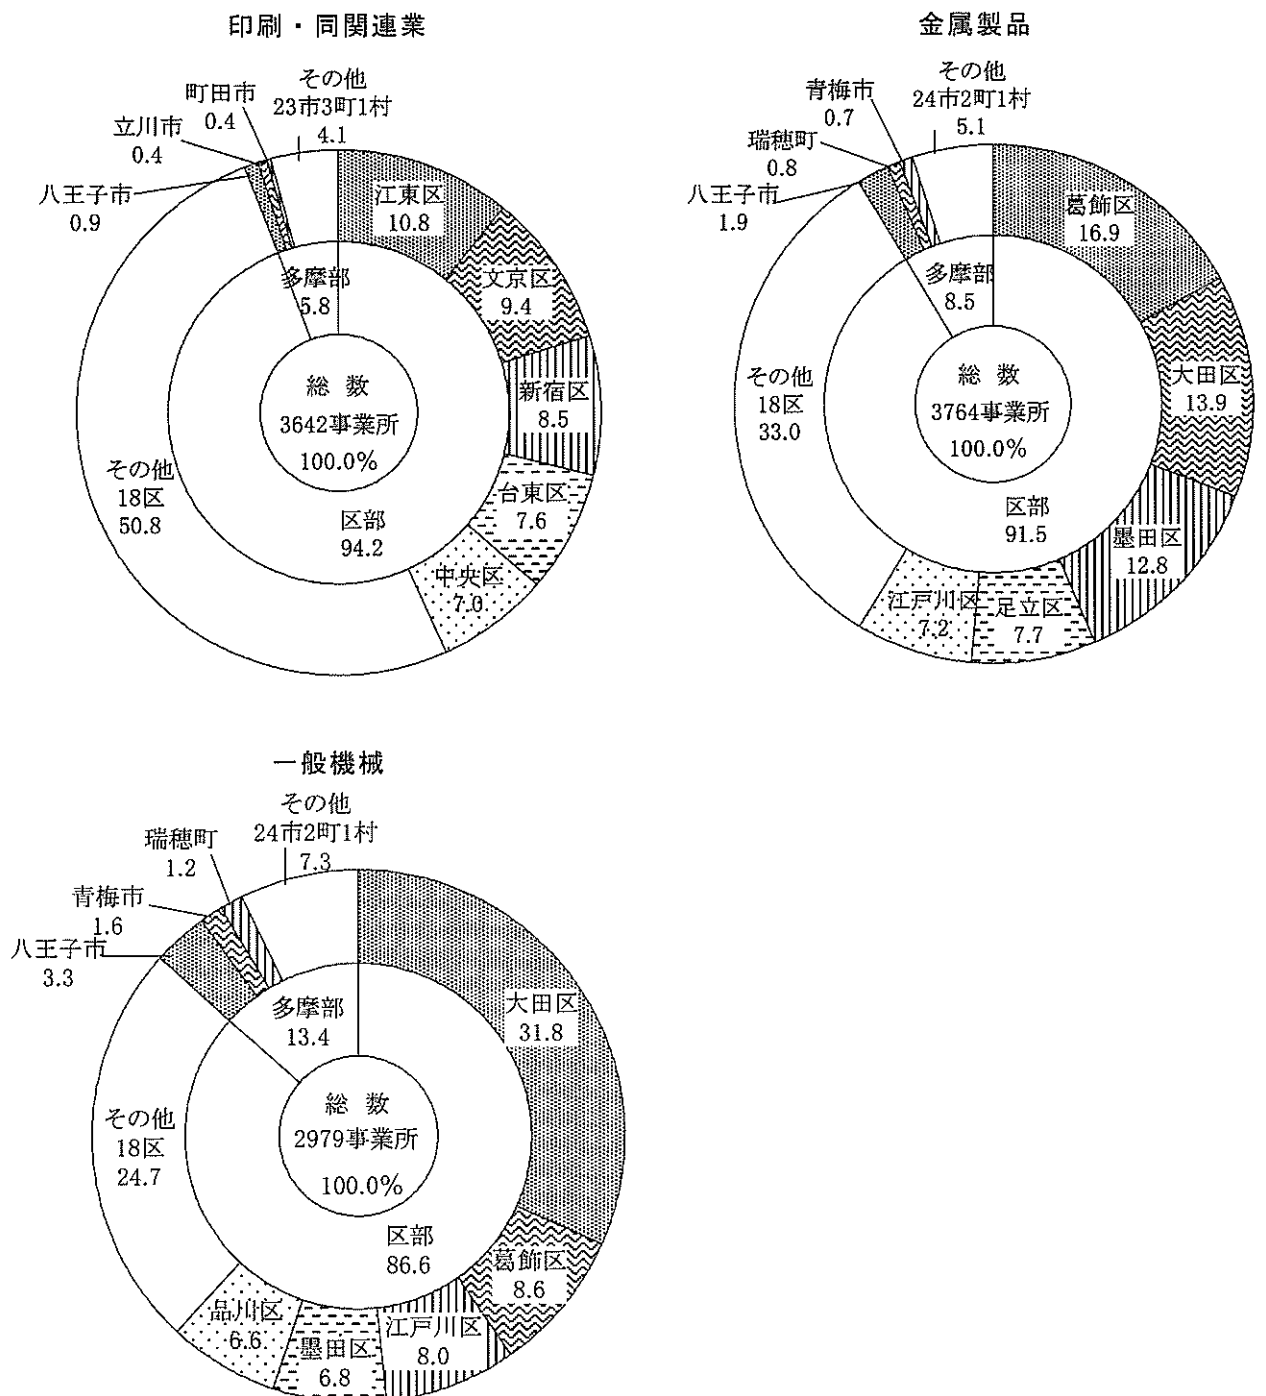 印刷・同関連業
その他
23市3町1村
4.1
町田市
0.4
立川市
0.4
八王子市
0.9
江東区
10.8
文京区
9.4
新宿区
8.5
台東区
7.6
中央区
7.0
その他
18区
50.8
多摩部
5.8
区部
94.2
総数
3642事業所
100.0%
金属製品
その他
24市2町1村
5.1
青梅市
0.7
瑞穂町
0.8
八王子市
1.9
葛飾区
16.9
大田区
13.9
墨田区
12.8
足立区
7.7
江戸川区
7.2
その他
18区
33.0
多摩部
8.5
区部
91.5
総数
3764事業所
100.0%
一般機械
その他
24市2町1村
7.3
瑞穂町
1.2
青梅市
1.6
八王子市
3.3
大田区
31.8
葛飾区
8.6
江戸川区
8.0
墨田区
6.8
品川区
6.6
その他
18区
24.7
多摩部
13.4
区部
86.6
総数
2979事業所
100.0%